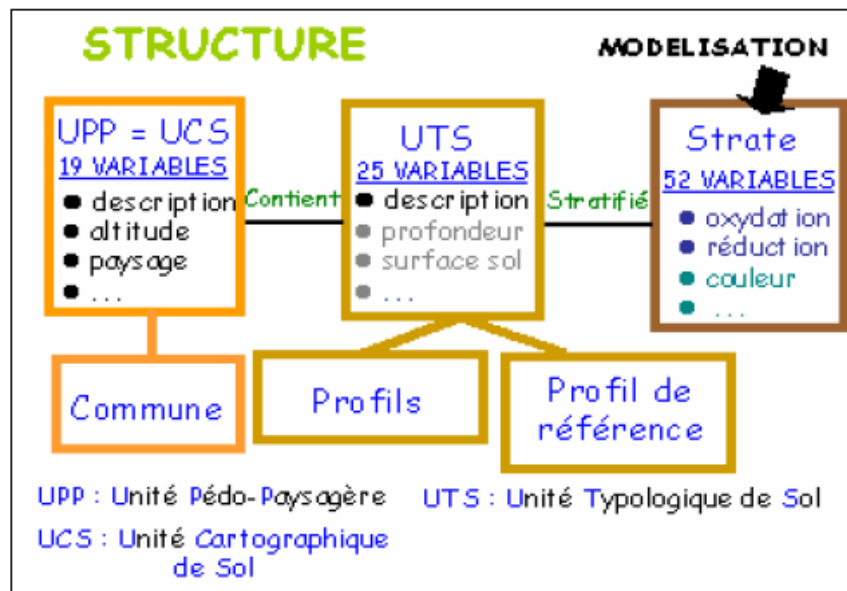 STRUCTURE
MODELISATION
UPP = UCS
19 VARIABLES
● description
● altitude
● paysage
● ...
Contient
UTS
25 VARIABLES
● description
● profondeur
● surface sol
● ...
Stratifié
Strate
52 VARIABLES
● oxydation
● réduction
● couleur
● ...
Commune
Profils
Profil de
référence
UPP : Unité Pédo-Paysagère
UCS : Unité Cartographique
de Sol
UTS : Unité Typologique de Sol